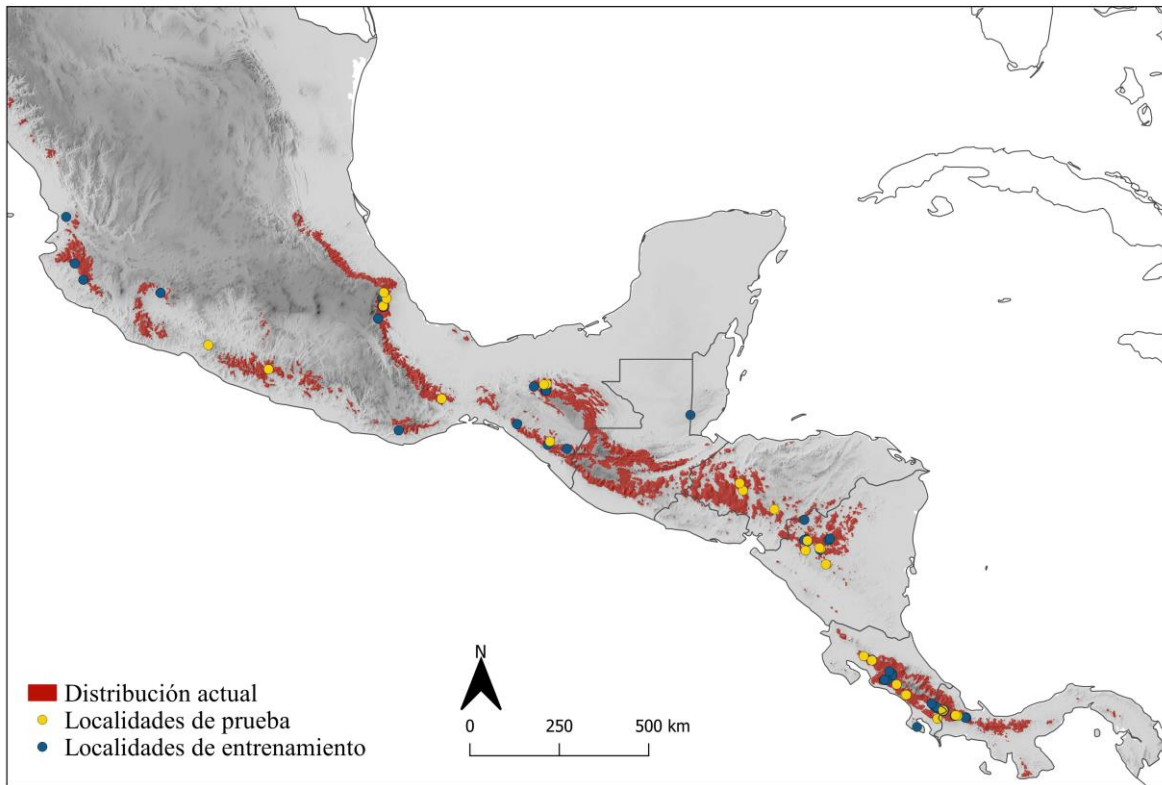 N
Distribución actual
Localidades de prueba
Localidades de entrenamiento
0 250 500 km